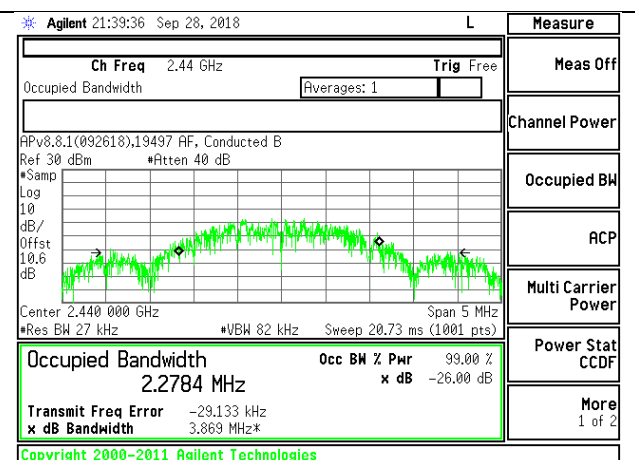 Agilent 21:39:36 Sep 28, 2018 L
Measure
Ch Freq 2.44 GHz Trig Free
Occupied Bandwidth Averages: 1
APv8.8.1(092618),19497 AF, Conducted B
Ref 30 dBm #Atten 40 dB
#Samp
Log
10
dB/
Offst
10.6
dB
Center 2.440 000 GHz Span 5 MHz
#Res BW 27 kHz #VBW 82 kHz Sweep 20.73 ms (1001 pts)
Occupied Bandwidth Occ BW % Pwr 99.00 %
2.2784 MHz x dB -26.00 dB
Transmit Freq Error -29.133 kHz
x dB Bandwidth 3.869 MHz*
Copyright 2000-2011 Agilent Technologies
Meas Off
Channel Power
Occupied BW
ACP
Multi Carrier
Power
Power Stat
CCDF
More
1 of 2